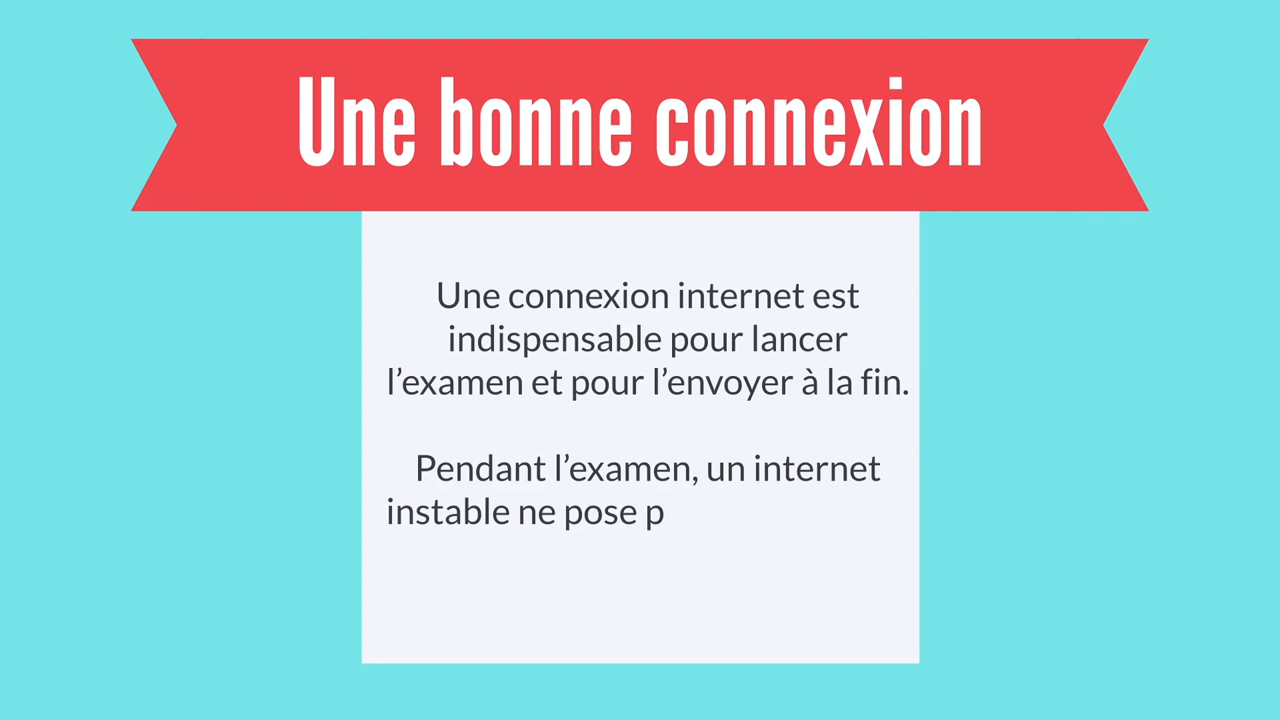 Une bonne connexion
Une connexion internet est
indispensable pour lancer
l’examen et pour l’envoyer à la fin.
Pendant l’examen, un internet
instable ne pose p